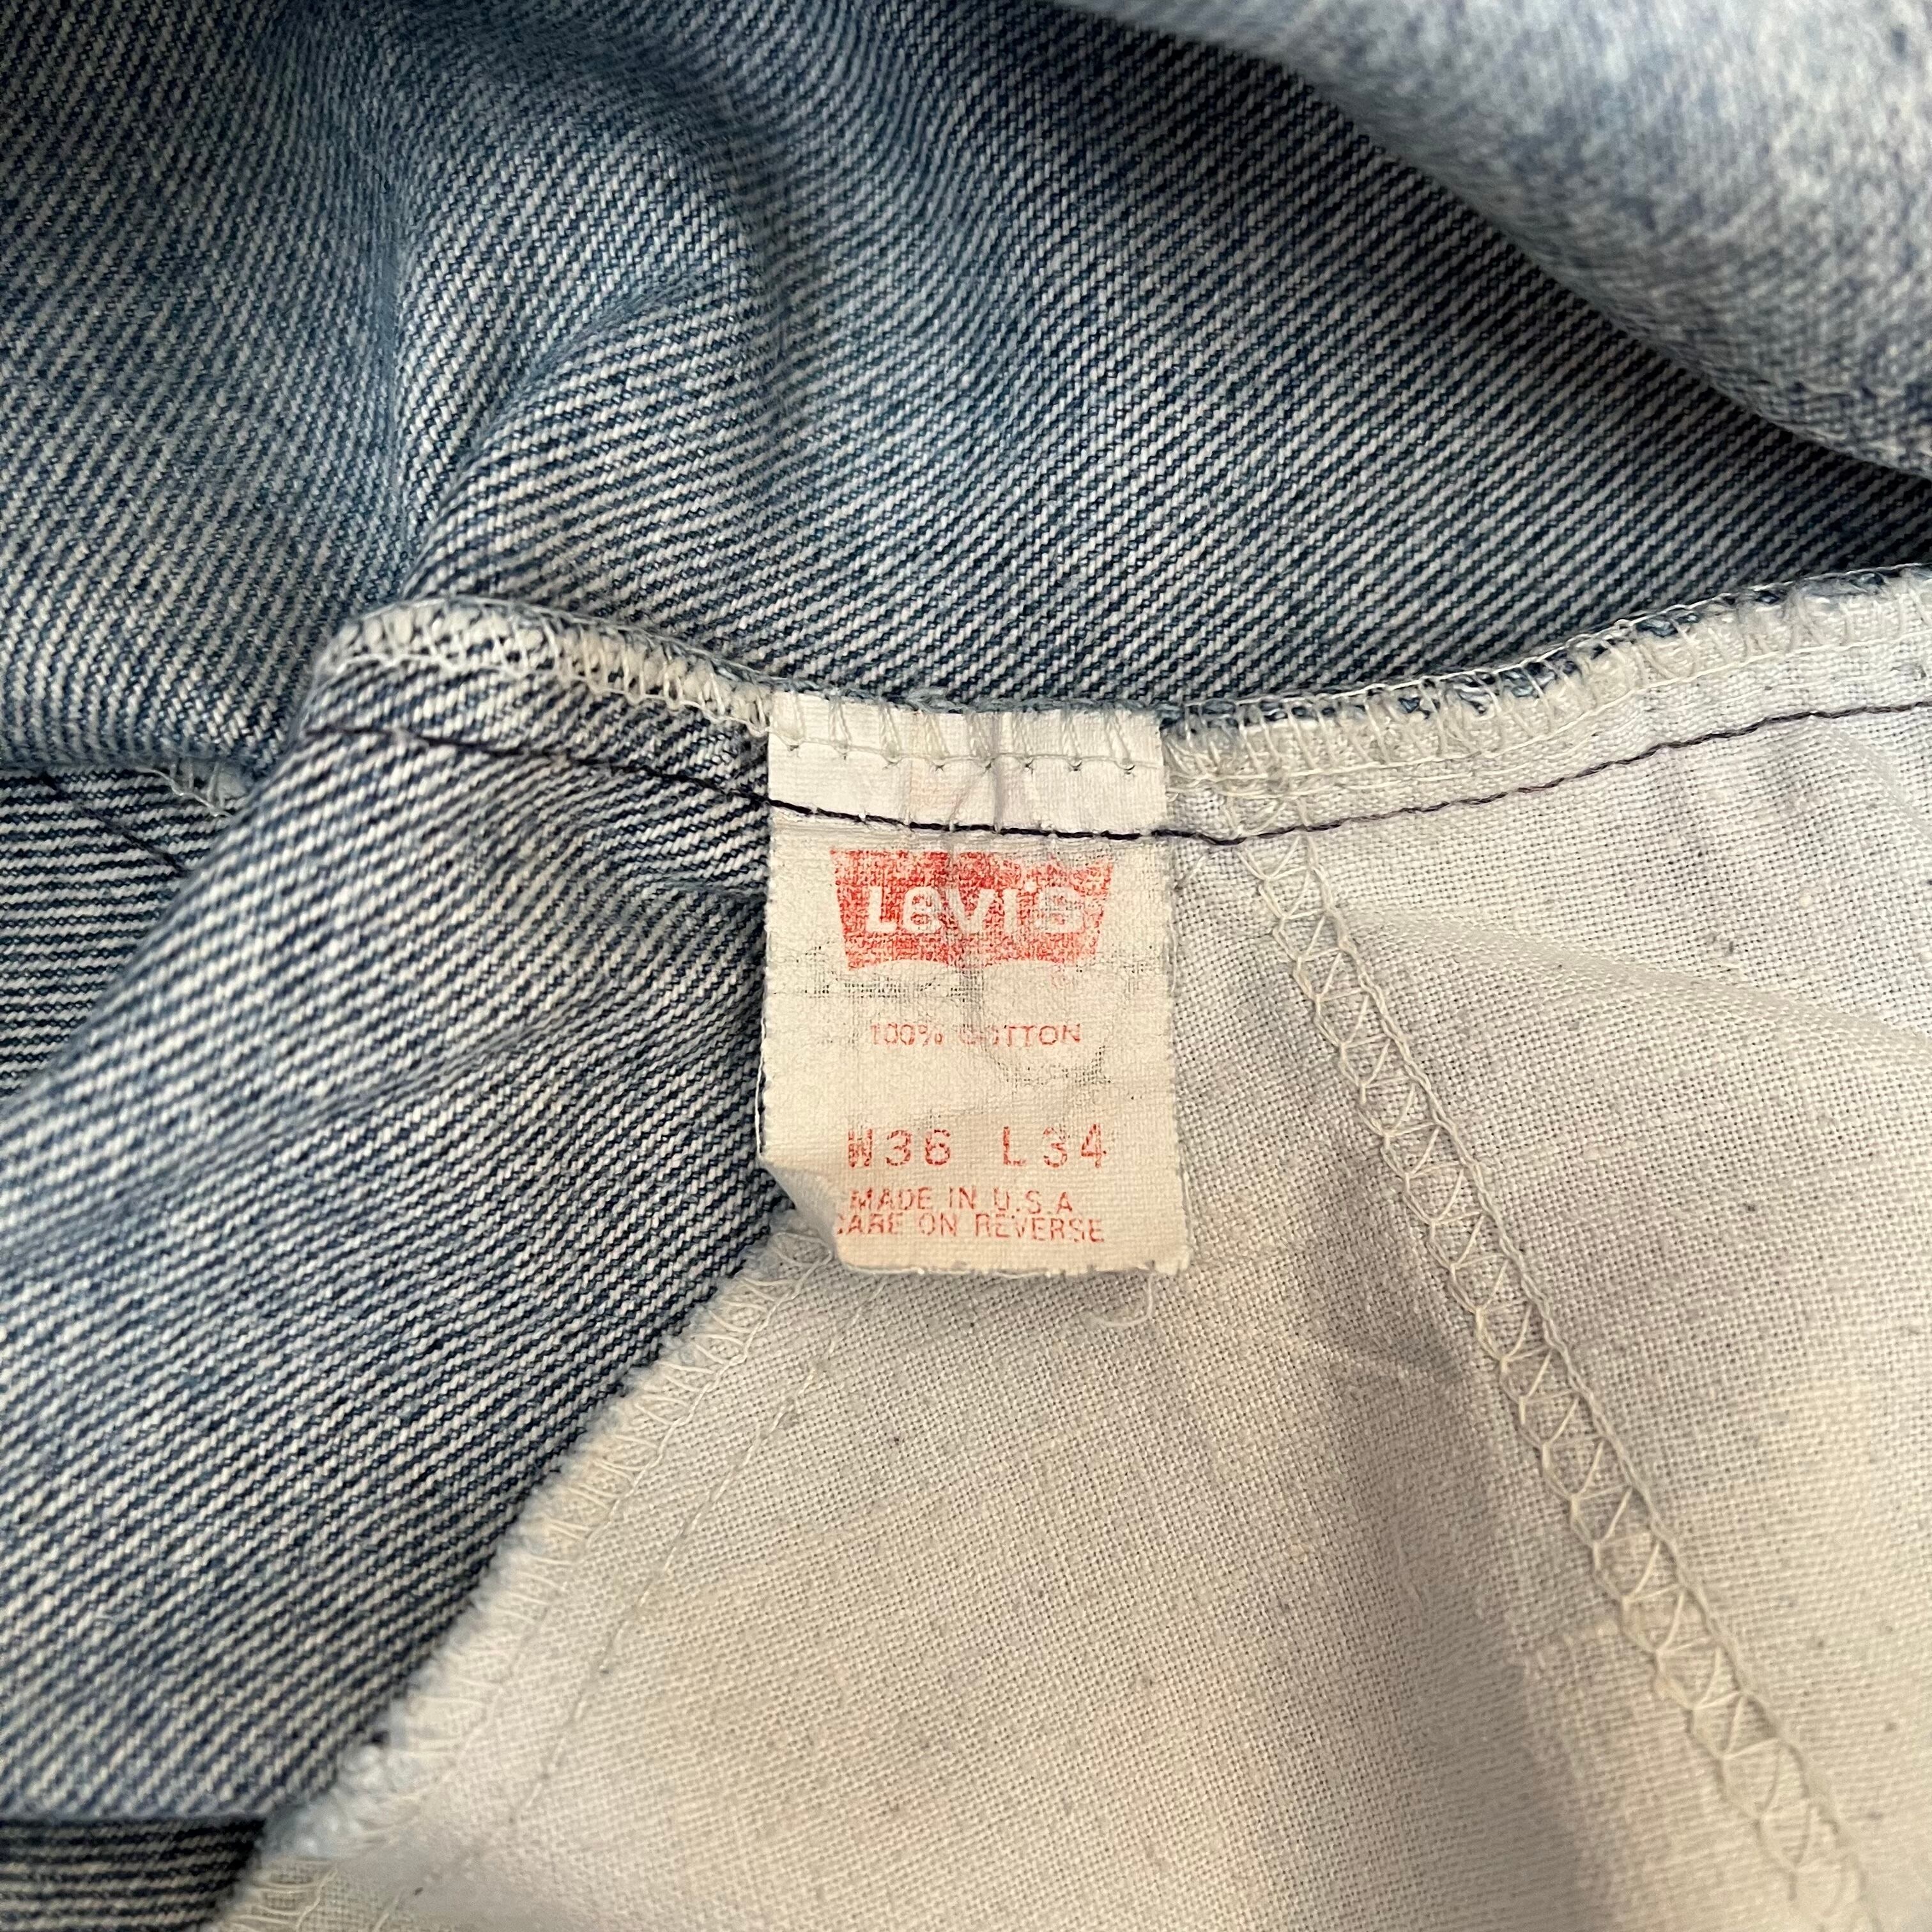 Levi's
100% COTTON
W36 L34
MADE IN U.S.A
CARE ON REVERSE